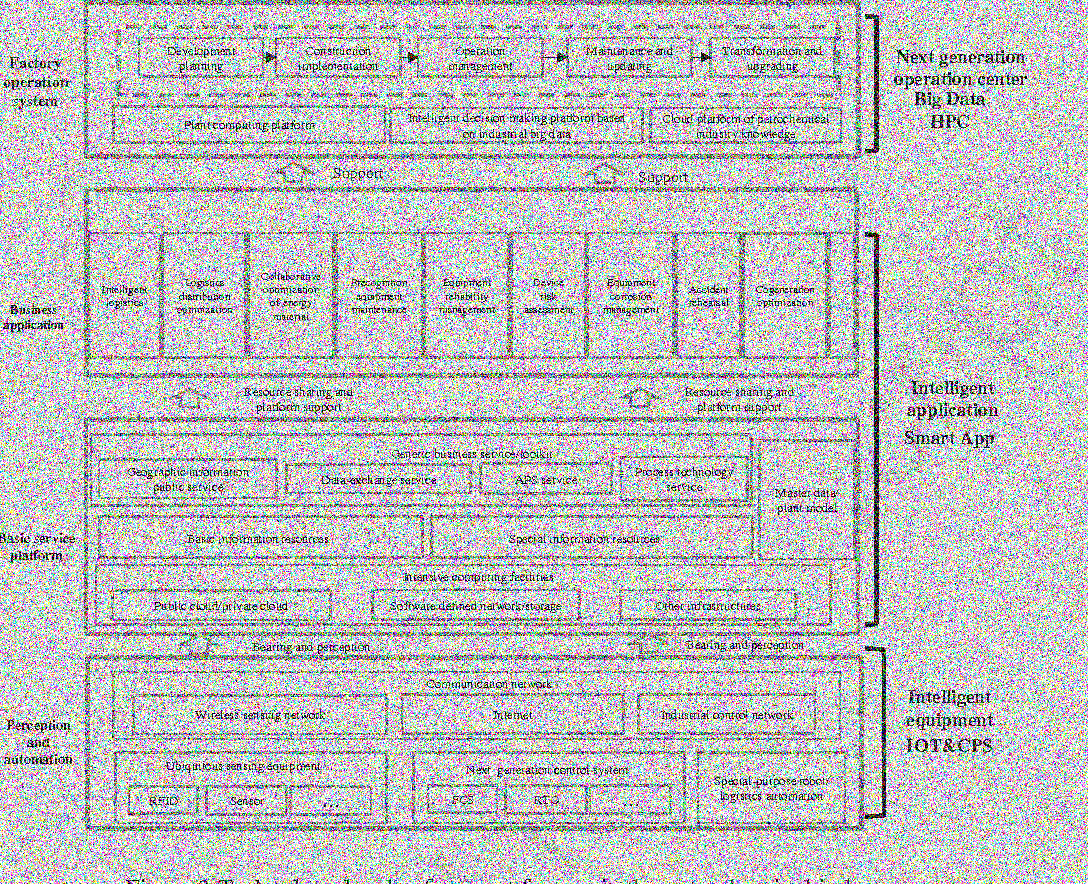 Factory
operation
system
Development
planning
Construction
implementation
Operation
management
Maintenance and
updating
Transformation and
upgrading
Plant computing platform
Intelligent decision making platform based
on industrial big data
Cloud platform of petrochemical
industry knowledge
Next generation
operation center
Big Data
HPC
Support
Support
Business
application
Intelligent
logistics
Logistics
distribution
optimization
Collaborative
optimization
of energy
material
Precognition
equipment
maintenance
Equipment
reliability
management
Device
risk
assessment
Equipment
corrosion
management
Accident
rehearsal
Cogeneration
optimization
Resource sharing and
platform support
Resource sharing and
platform support
Intelligent
application
Smart App
Basic service
platform
Generic business service toolkit
Geographic information
public service
Data exchange service
APS service
Process technology
service
Master data
plant model
Basic information resources
Special information resources
Intensive computing facilities
Public cloud/private cloud
Software defined network/storage
Other infrastructures
Bearing and perception
Bearing and perception
Perception
and
automation
Communication network
Wireless sensing network
Internet
Industrial control network
Ubiquitous sensing equipment
RFID
Sensor
...
Next-generation control system
FCS
RTO
Special-purpose robot
logistics automation
Intelligent
equipment
IOT&CPS